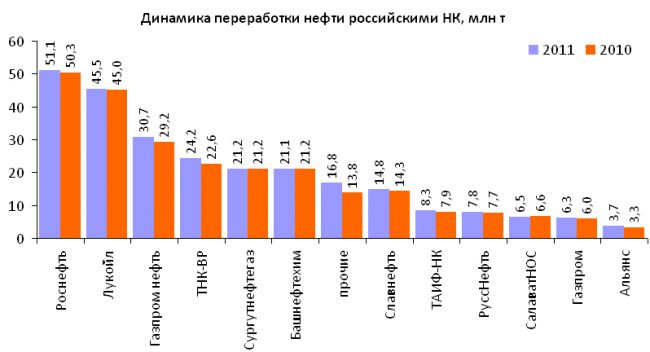 Динамика переработки нефти российскими НК, млн т
2011 2010
60
50
40
30
20
10
0
51,1 50,3
45,5 45,0
30,7 29,2
24,2 22,6
21,2 21,2
21,1 21,2
16,8 13,8
14,8 14,3
8,3 7,9
7,8 7,7
6,5 6,6
6,3 6,0
3,7 3,3
Роснефть
Лукойл
Газпром нефть
ТНК-BP
Сургутнефтегаз
Башнефтехим
прочие
Славнефть
ТАИФ-НК
РуссНефть
СалаватНОС
Газпром
Альянс